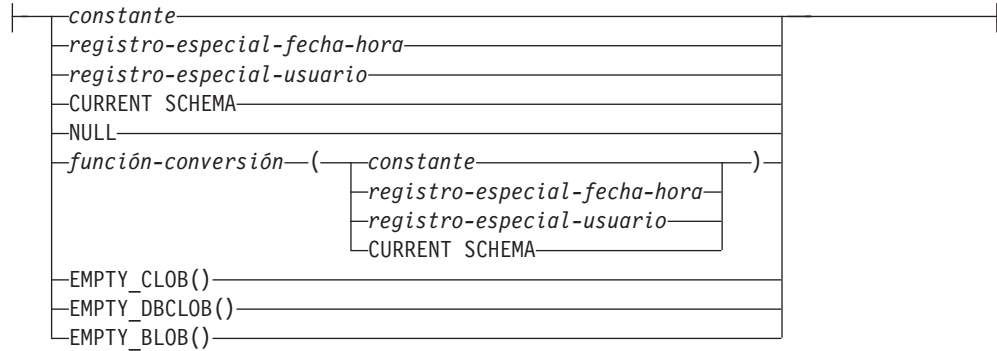 constante
registro-especial-fecha-hora
registro-especial-usuario
CURRENT SCHEMA
NULL
función-conversión ( constante )
registro-especial-fecha-hora
registro-especial-usuario
CURRENT SCHEMA
EMPTY_CLOB()
EMPTY_DBCLOB()
EMPTY_BLOB()